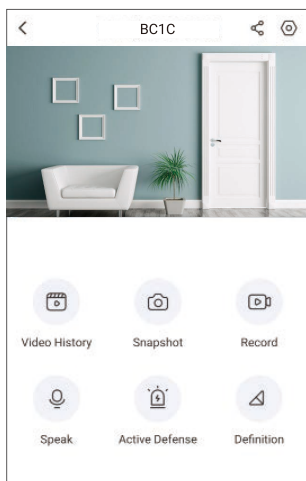 BC1C
Video History
Snapshot
Record
Speak
Active Defense
Definition